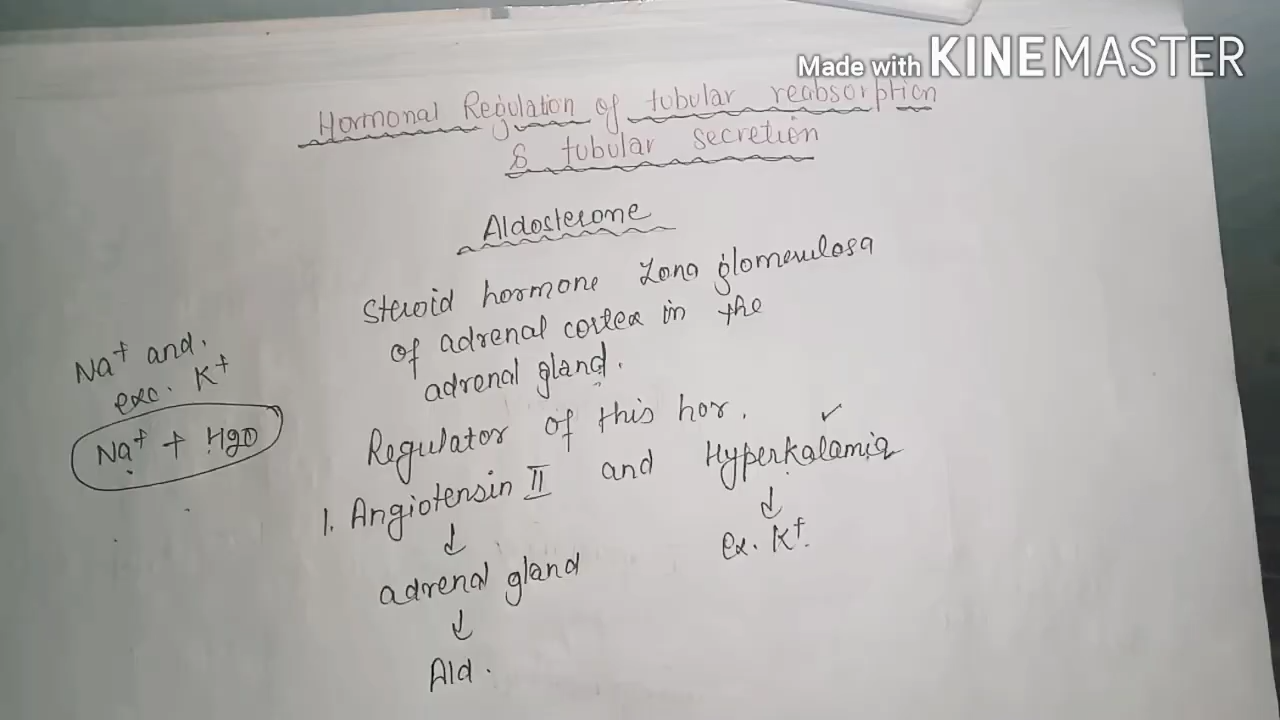 Made with KINEMASTER
Hormonal Regulation of tubular reabsorption
& tubular secretion
Aldosterone
Steroid hormone Zona glomerulosa
of adrenal cortex in the
adrenal gland.
Na+ and.
exc. K+
Na+ + H2O
Regulator of this hor.
1. Angiotensin II and Hyperkalamia
↓ ↓
adrenal gland ex. K+.
↓
Ald.